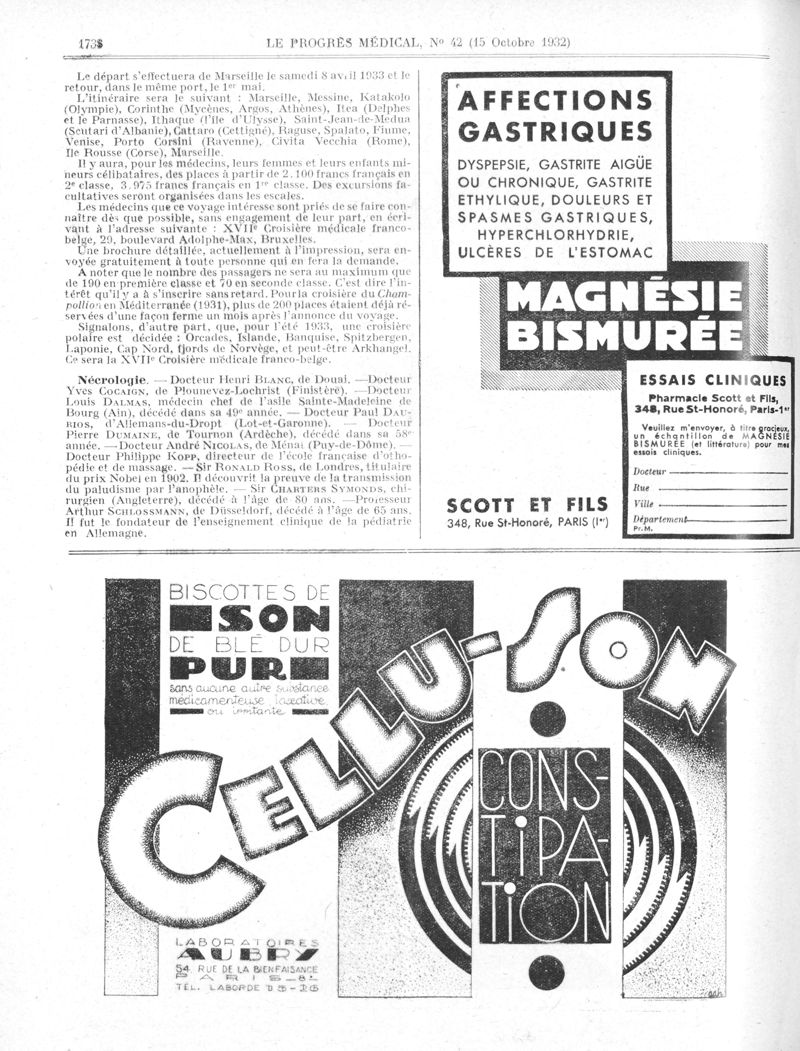 LE PROGRÈS MÉDICAL, No 42 (15 Octobre 1932)
Le départ s'effectuera de Marseille le samedi 8 avril 1933 et le
retour, dans le même port, le 1er mai.
L'itinéraire sera le suivant : Marseille, Messine, Katakolo
(Olympie), Corinthe (Mycènes, Argos, Athènes), Itea (Delphes
et le Parnasse), Ithaque (l'île d'Ulysse), Saint-Jean-de-Medua
(Scutari d'Albanie), Cattaro (Cettigné), Raguse, Spalato, Fiume,
Venise, Porto Corsini (Ravenne), Civita Vecchia (Rome),
Ile Rousse (Corse), Marseille.
Il y aura, pour les médecins, leurs femmes et leurs enfants mi-
neurs célibataires, des places à partir de 2.100 francs français en
2e classe, 3.975 francs français en 1re classe. Des excursions fa-
cultatives seront organisées dans les escales.
Les médecins que ce voyage intéresse sont priés de se faire con-
naître dès que possible, sans engagement de leur part, en écri-
vant à l'adresse suivante : XVIIe Croisière médicale franco-
belge, 29, boulevard Adolphe-Max, Bruxelles.
Une brochure détaillée, actuellement à l'impression, sera en-
voyée gratuitement à toute personne qui en fera la demande.
A noter que le nombre des passagers ne sera au maximum que
de 190 en première classe et 70 en seconde classe. C'est dire l'in-
térêt qu'il y a à s'inscrire sans retard. Pour la croisière du Cham-
pollion en Méditerranée (1931), plus de 200 places étaient déjà ré-
servées d'une façon ferme un mois après l'annonce du voyage.
Signalons, d'autre part, que, pour l'été 1933, une croisière
polaire est décidée : Orcades, Islande, Banquise, Spitzbergen,
Laponie, Cap Nord, fjords de Norvège, et peut-être Arkhangel.
Ce sera la XVIIe Croisière médicale franco-belge.
Nécrologie. — Docteur Henri BLANC, de Douai. — Docteur
Yves COCAIGN, de Plounevez-Lochrist (Finistère). — Docteur
Louis DALMAS, médecin chef de l'asile Sainte-Madeleine de
Bourg (Ain), décédé dans sa 49e année. — Docteur Paul DAU-
RIOS, d'Allemans-du-Dropt (Lot-et-Garonne). — Docteur
Pierre DUMAINE, de Tournon (Ardèche), décédé dans sa 58e
année. — Docteur André NICOLAS, de Ménat (Puy-de-Dôme). —
Docteur Philippe KOPP, directeur de l'école française d'otho-
pédie et de massage. — Sir RONALD ROSS, de Londres, titulaire
du prix Nobel en 1902. Il découvrit la preuve de la transmission
du paludisme par l'anophèle. — Sir CHARTERS SYMONDS, chi-
rurgien (Angleterre), décédé à l'âge de 80 ans. — Professeur
Arthur SCHLOSSMANN, de Düsseldorf, décédé à l'âge de 65 ans.
Il fut le fondateur de l'enseignement clinique de la pédiatrie
en Allemagne.
AFFECTIONS
GASTRIQUES
DYSPEPSIE, GASTRITE AIGÜE
OU CHRONIQUE, GASTRITE
ETHYLIQUE, DOULEURS ET
SPASMES GASTRIQUES,
HYPERCHLORHYDRIE,
ULCÈRES DE L'ESTOMAC
MAGNÉSIE
BISMURÉE
ESSAIS CLINIQUES
Pharmacie Scott et Fils,
348, Rue St-Honoré, Paris-1er
Veuillez m'envoyer, à titre gracieux,
un échantillon de MAGNÉSIE
BISMURÉE (et littérature) pour mes
essais cliniques.
Docteur
Rue
Ville
Département
Pr. M.
SCOTT ET FILS
348, Rue St-Honoré, PARIS (Ier)
BISCOTTES DE
SON
DE BLÉ DUR
PUR
sans aucune autre substance
médicamenteuse laxative
ou irritante
CELLU-SON
CONS-
TIPA-
TION
LABORATOIRES
AUBRY
54 RUE DE LA BIENFAISANCE
PARIS-8e
TÉL. LABORDE